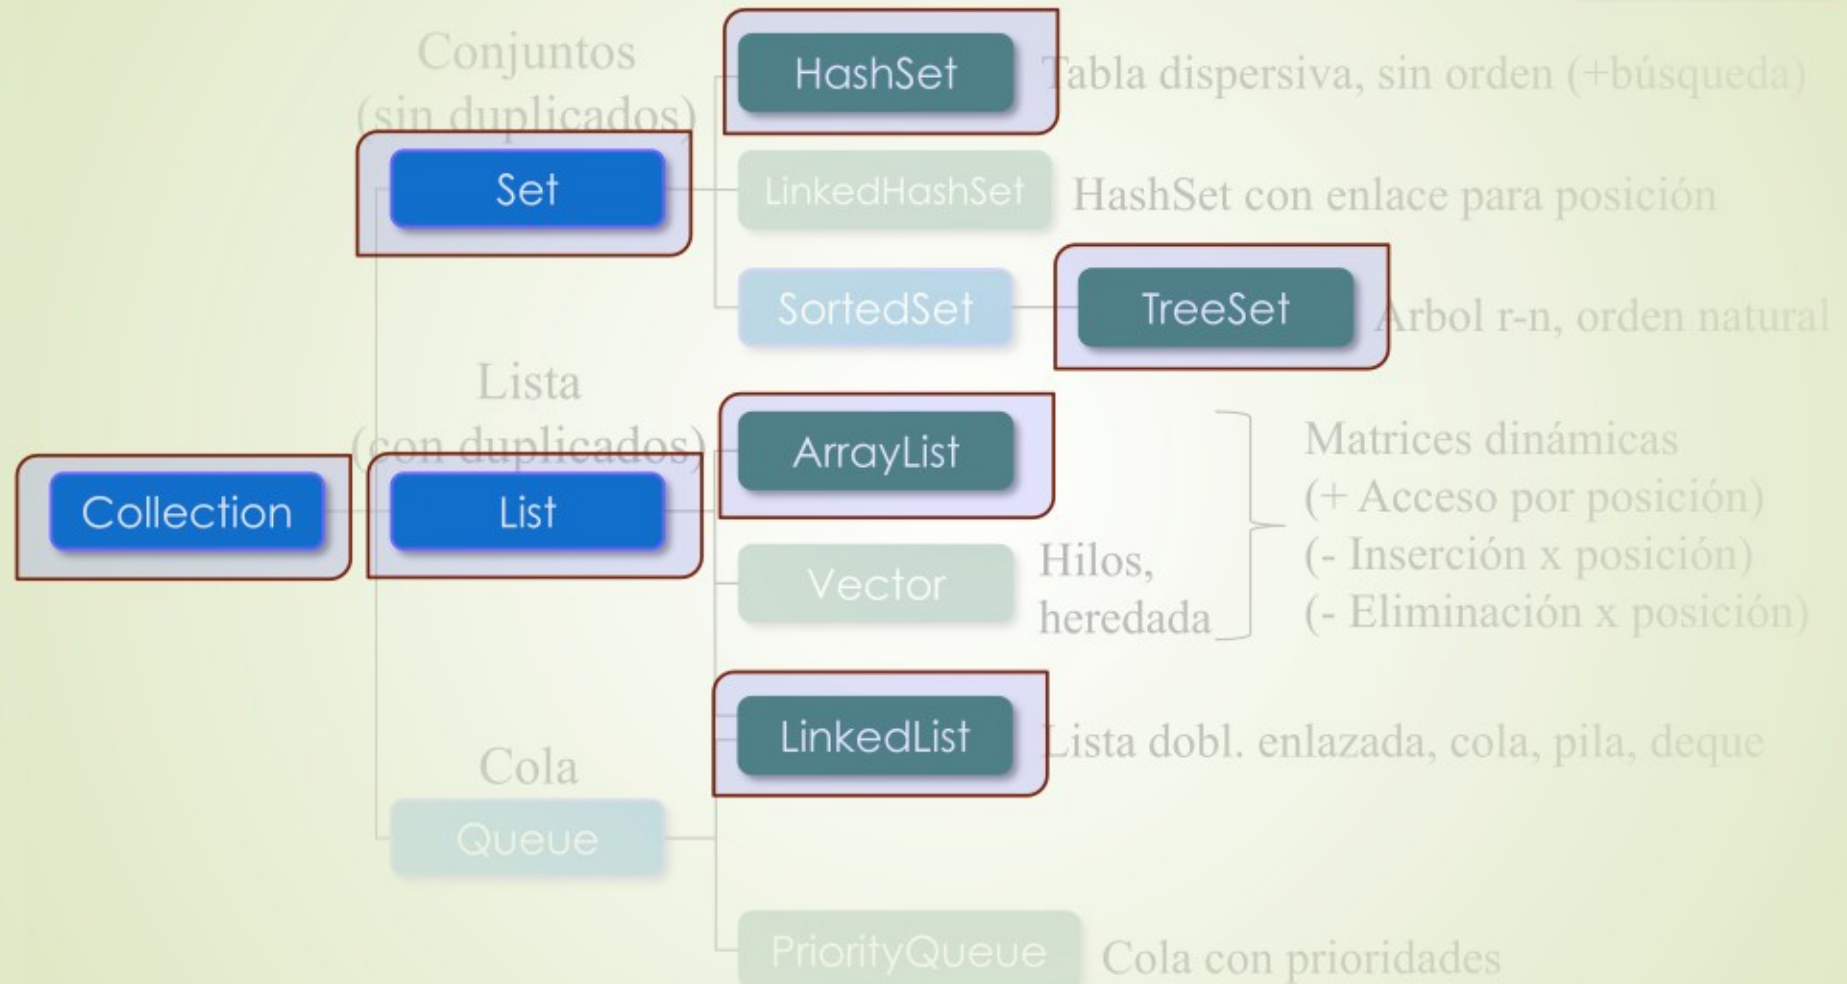 Conjuntos
(sin duplicados)
Set
HashSet
Tabla dispersiva, sin orden (+búsqueda)
LinkedHashSet
HashSet con enlace para posición
SortedSet
TreeSet
Arbol r-n, orden natural
Lista
(con duplicados)
Collection
List
ArrayList
Vector
Hilos,
heredada
Matrices dinámicas
(+ Acceso por posición)
(- Inserción x posición)
(- Eliminación x posición)
LinkedList
Lista dobl. enlazada, cola, pila, deque
Cola
Queue
PriorityQueue
Cola con prioridades